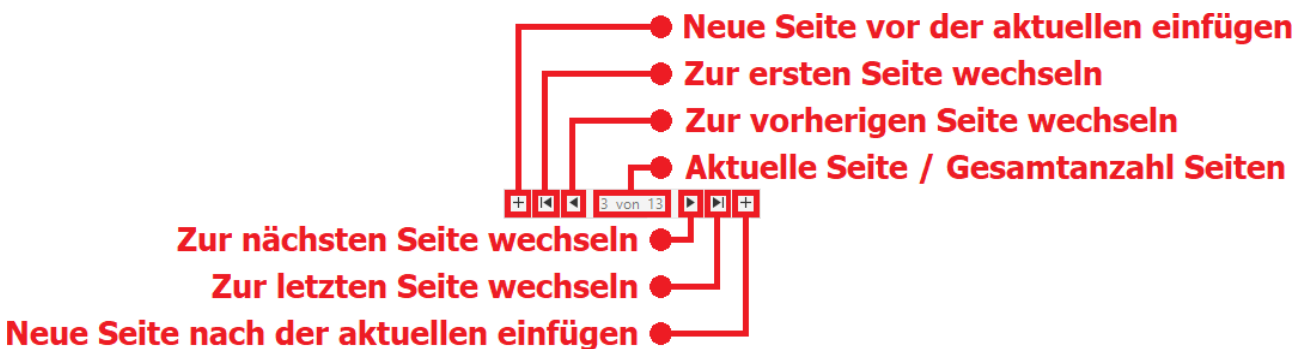 Neue Seite vor der aktuellen einfügen
Zur ersten Seite wechseln
Zur vorherigen Seite wechseln
Aktuelle Seite / Gesamtanzahl Seiten
3 von 13
Zur nächsten Seite wechseln
Zur letzten Seite wechseln
Neue Seite nach der aktuellen einfügen